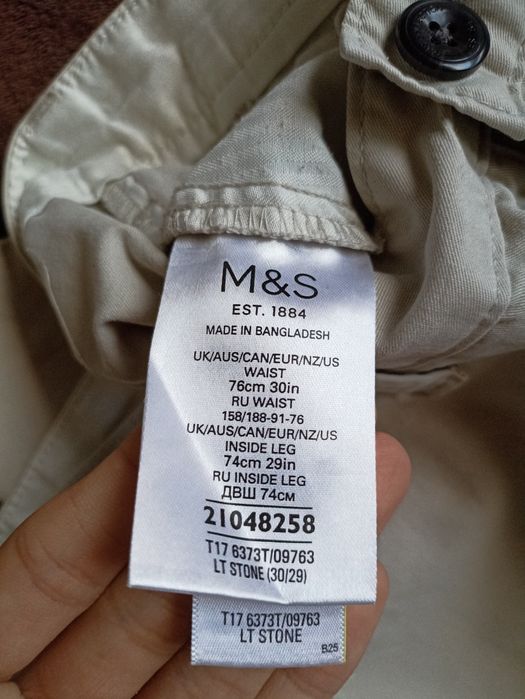 M&S
EST. 1884
MADE IN BANGLADESH
UK/AUS/CAN/EUR/NZ/US
WAIST
76cm 30in
RU WAIST
158/188-91-76
UK/AUS/CAN/EUR/NZ/US
INSIDE LEG
74cm 29in
RU INSIDE LEG
ДВШ 74см
21048258
T17 6373T/09763
LT STONE (30/29)
T17 6373T/09763
LT STONE
B25